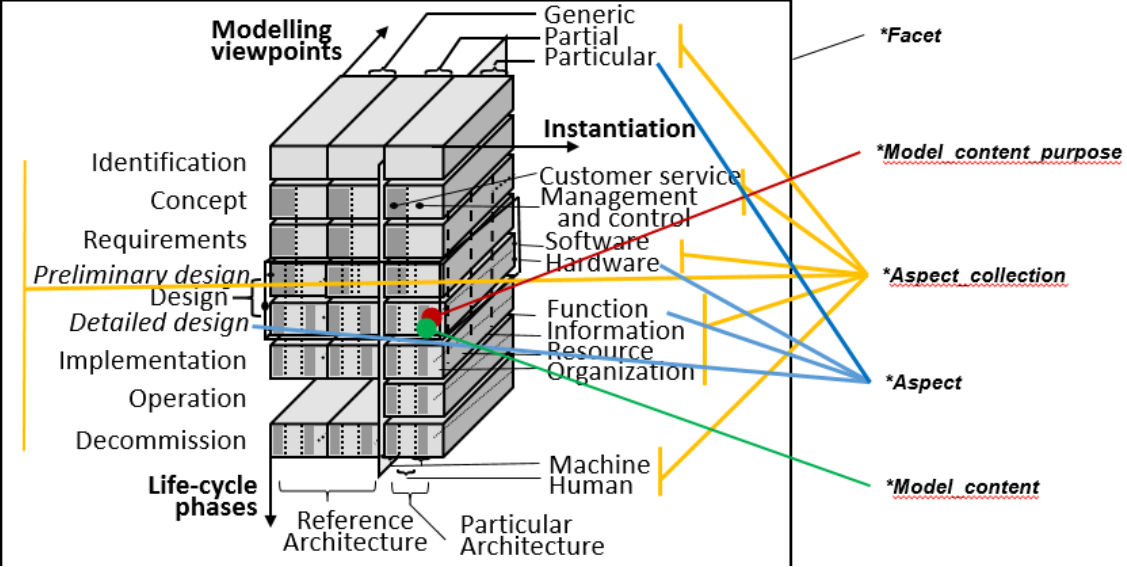 Modelling
viewpoints
Generic
Partial
Particular
Instantiation
Identification
Concept
Requirements
Preliminary design
Design
Detailed design
Implementation
Operation
Decommission
Customer service
Management
and control
Software
Hardware
Function
Information
Resource
Organization
Machine
Human
Life-cycle
phases
Reference
Architecture
Particular
Architecture
*Facet
*Model_content_purpose
*Aspect_collection
*Aspect
*Model_content